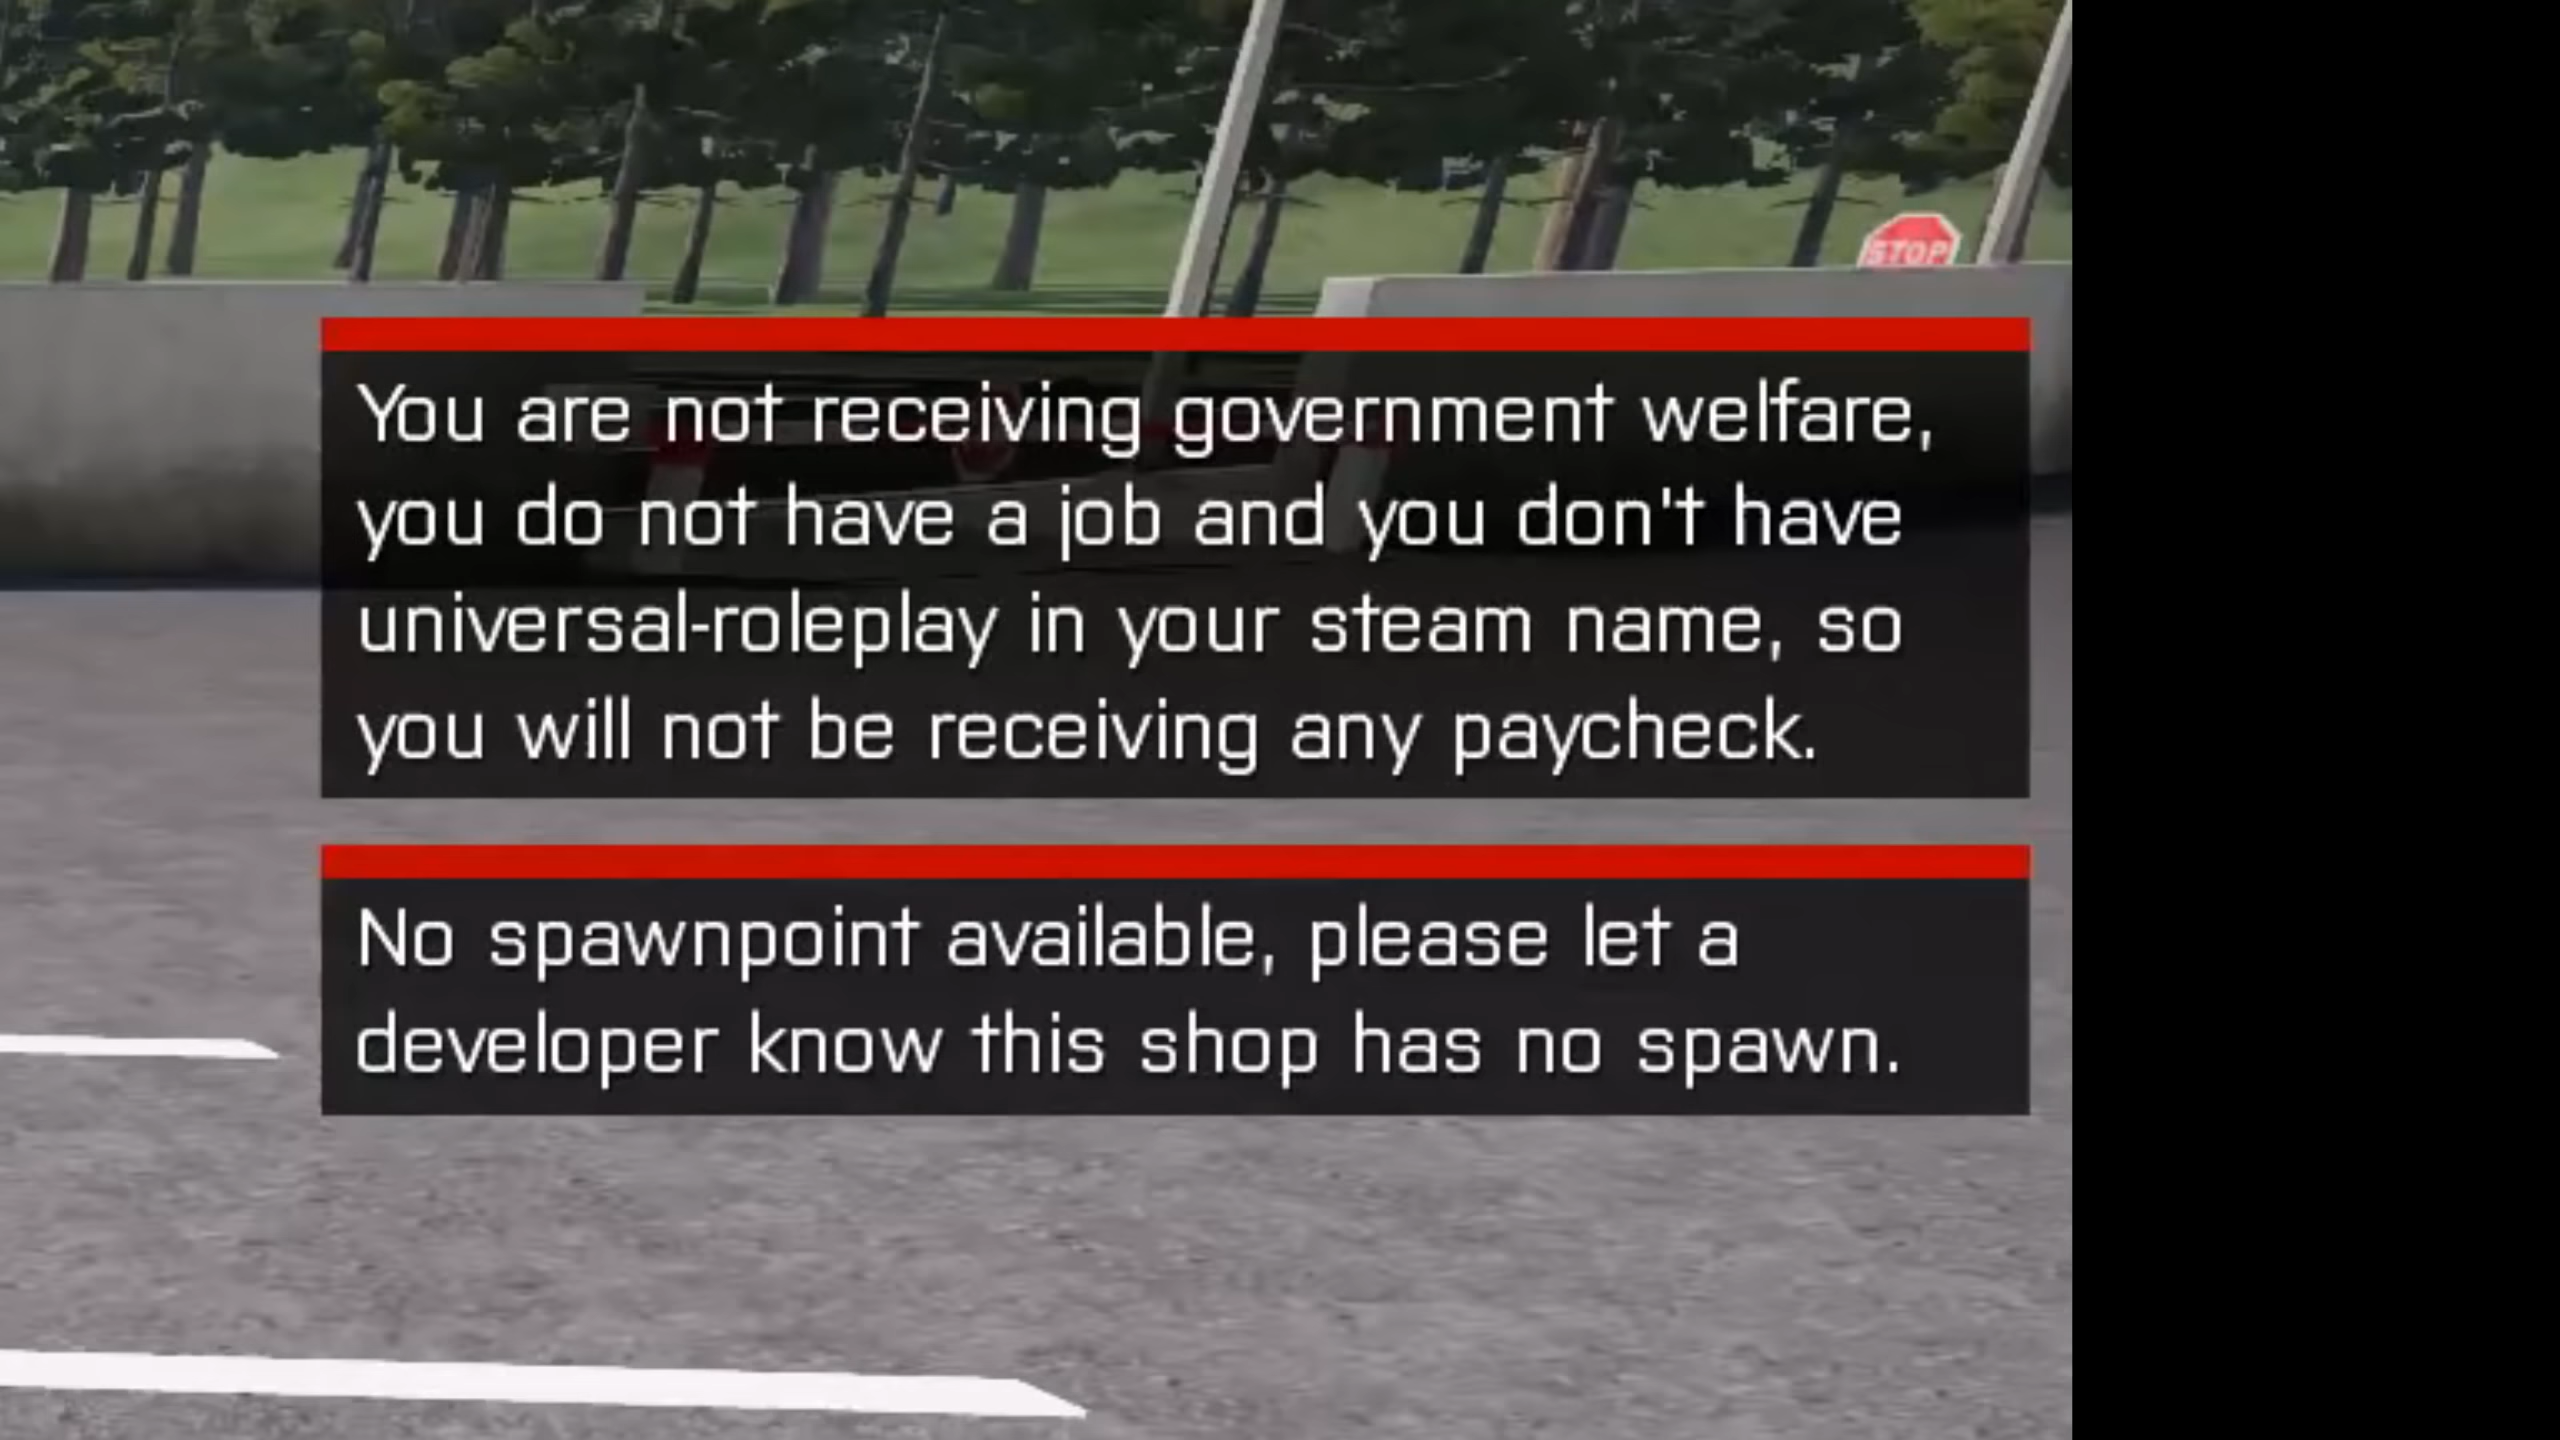 STOP
You are not receiving government welfare,
you do not have a job and you don't have
universal-roleplay in your steam name, so
you will not be receiving any paycheck.
No spawnpoint available, please let a
developer know this shop has no spawn.